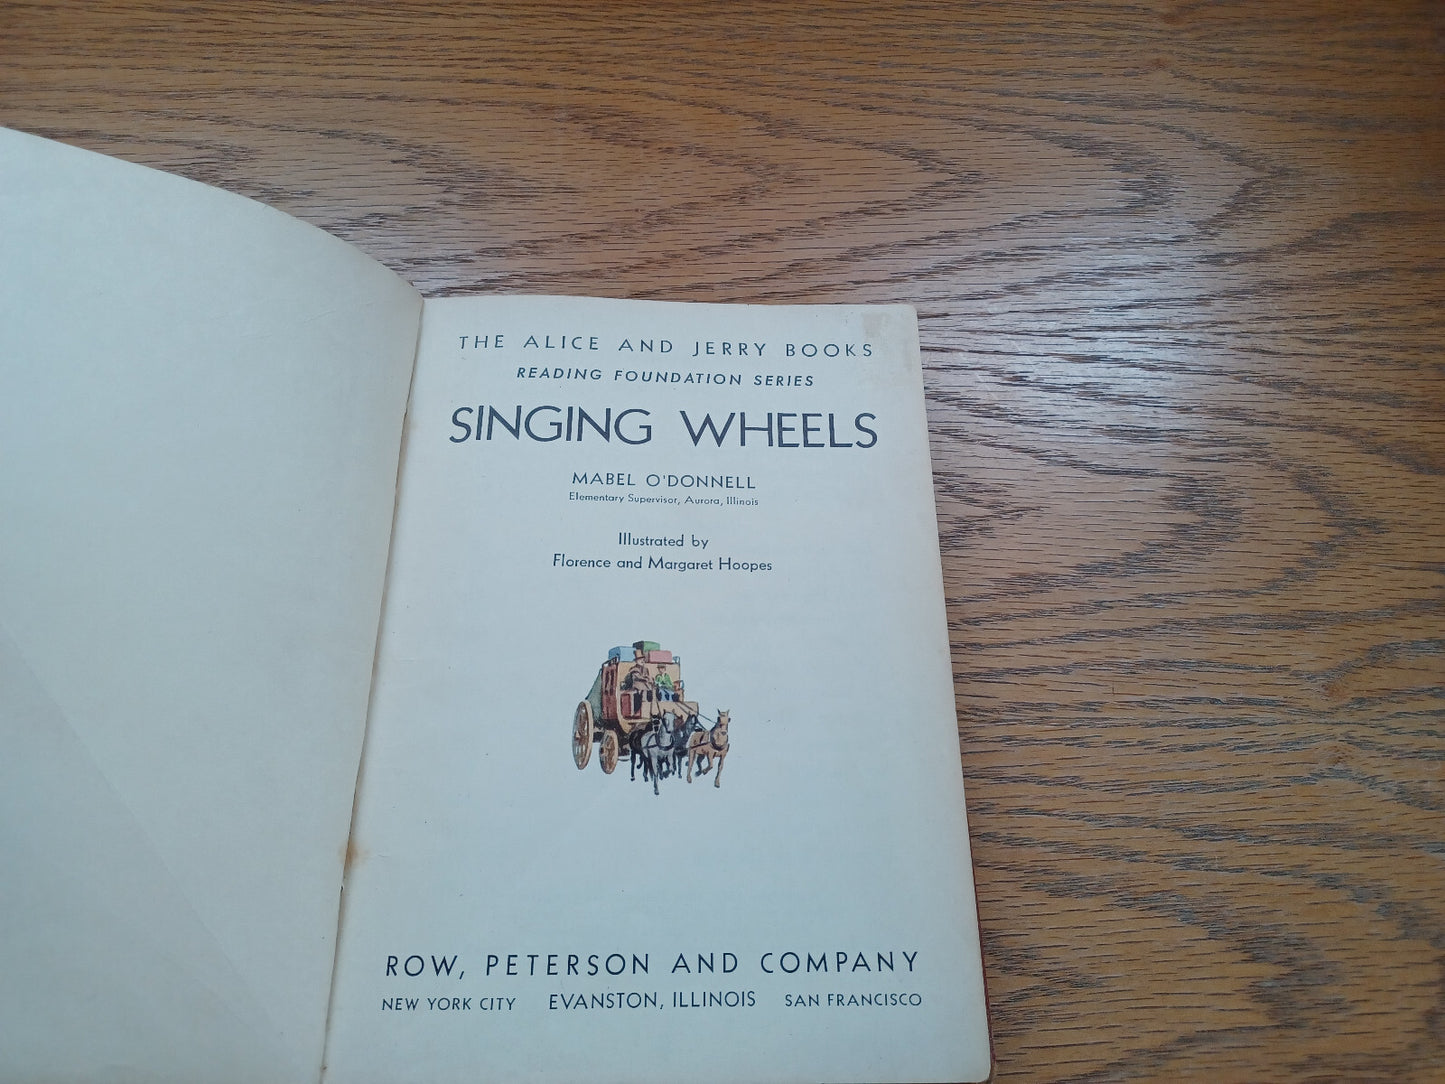 THE ALICE AND JERRY BOOKS
READING FOUNDATION SERIES
SINGING WHEELS
MABEL O'DONNELL
Elementary Supervisor, Aurora, Illinois
Illustrated by
Florence and Margaret Hoopes
ROW, PETERSON AND COMPANY
NEW YORK CITY EVANSTON, ILLINOIS SAN FRANCISCO